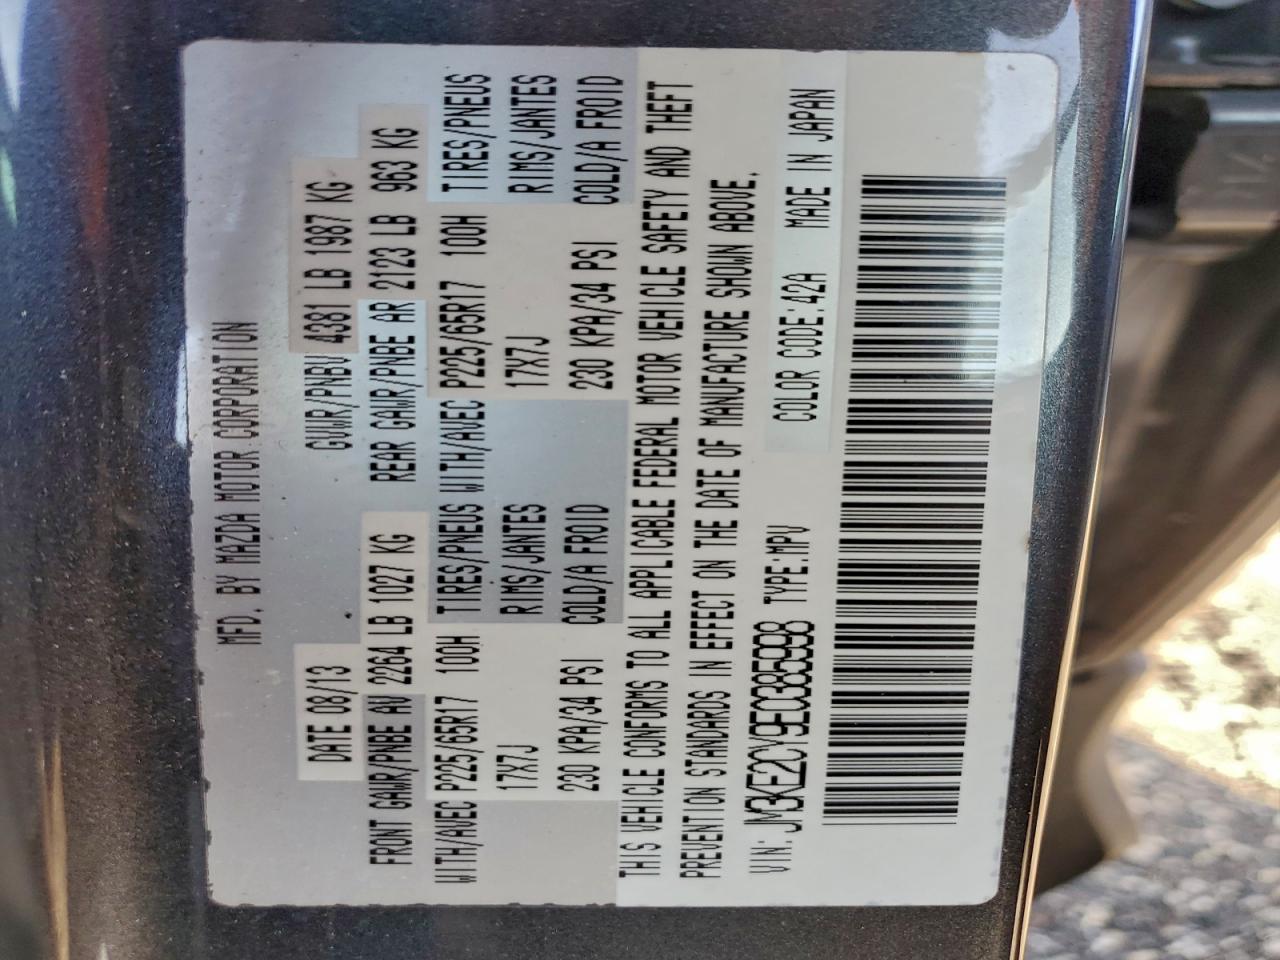 MFD. BY MAZDA MOTOR CORPORATION
DATE 08/13 GVWR/PNBV 4381 LB 1987 KG
FRONT GAWR/PNBE AV 2264 LB 1027 KG REAR GAWR/PNBE AR 2123 LB 963 KG
WITH/AVEC P225/65R17 100H TIRES/PNEUS WITH/AVEC P225/65R17 100H TIRES/PNEUS
17X7J RIMS/JANTES 17X7J RIMS/JANTES
230 KPA/34 PSI COLD/A FROID 230 KPA/34 PSI COLD/A FROID
THIS VEHICLE CONFORMS TO ALL APPLICABLE FEDERAL MOTOR VEHICLE SAFETY AND THEFT
PREVENTION STANDARDS IN EFFECT ON THE DATE OF MANUFACTURE SHOWN ABOVE.
VIN: JM3KE2CY9E0385998 TYPE:MPV COLOR CODE:42A MADE IN JAPAN